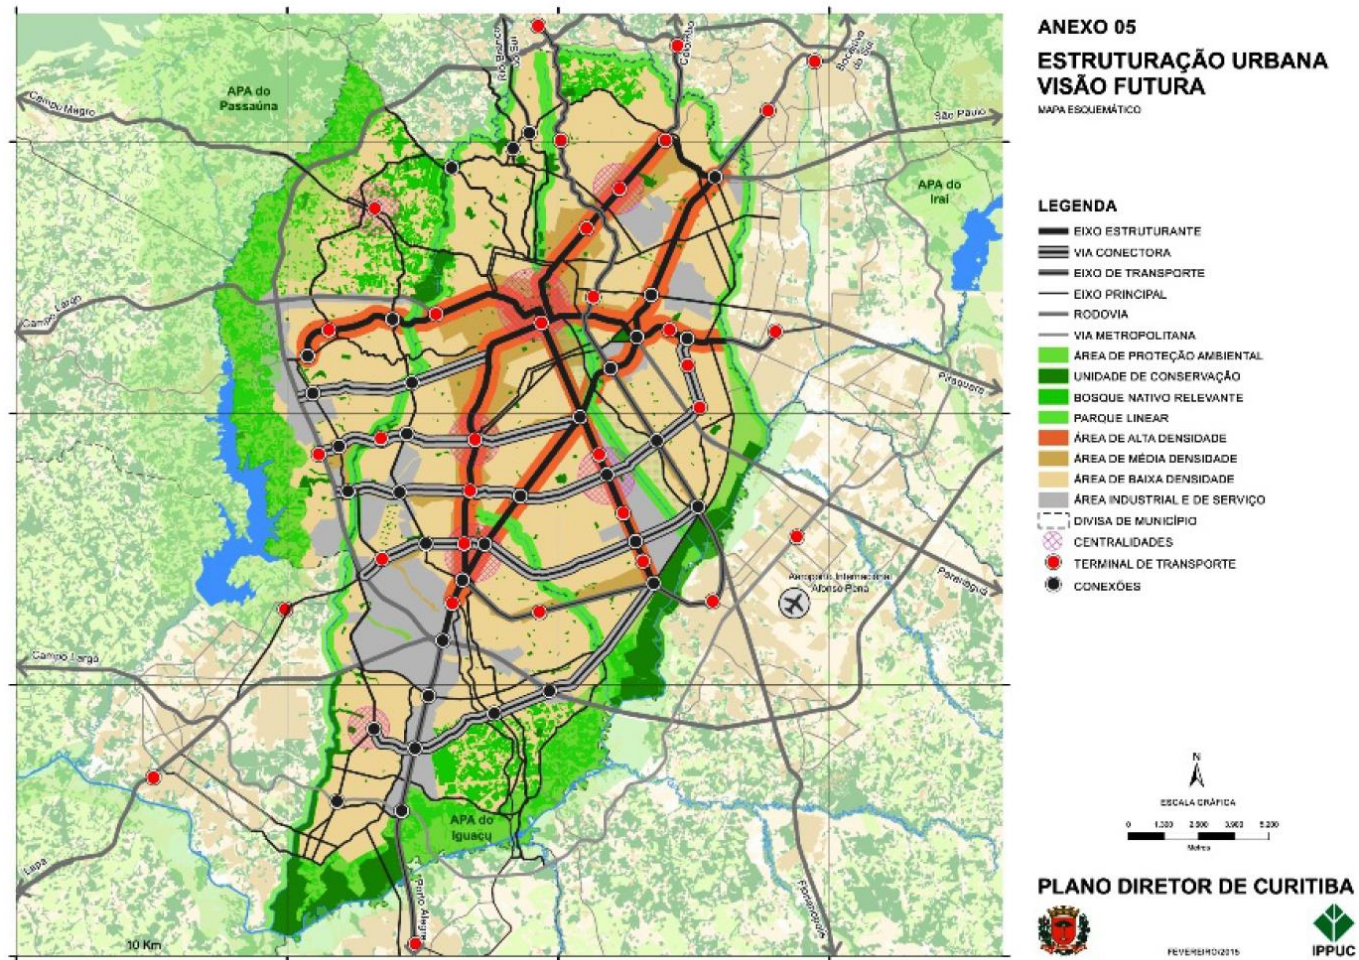 ANEXO 05
ESTRUTURAÇÃO URBANA
VISÃO FUTURA
MAPA ESQUEMÁTICO
LEGENDA
EIXO ESTRUTURANTE
VIA CONECTORA
EIXO DE TRANSPORTE
EIXO PRINCIPAL
RODOVIA
VIA METROPOLITANA
ÁREA DE PROTEÇÃO AMBIENTAL
UNIDADE DE CONSERVAÇÃO
BOSQUE NATIVO RELEVANTE
PARQUE LINEAR
ÁREA DE ALTA DENSIDADE
ÁREA DE MÉDIA DENSIDADE
ÁREA DE BAIXA DENSIDADE
ÁREA INDUSTRIAL E DE SERVIÇO
DIVISA DE MUNICÍPIO
CENTRALIDADES
TERMINAL DE TRANSPORTE
CONEXÕES
N
ESCALA GRÁFICA
0
Metros
PLANO DIRETOR DE CURITIBA
FEVEREIRO/2015
IPPUC
Rio Branco
do Sul
Bocaiúva
do Sul
APA do
Passaúna
Campo Magro
São Paulo
APA do
Iraí
Campo Largo
Piraquara
Aeroporto Internacional
Afonso Pena
Paranaguá
Campo Largo
APA do
Iguaçu
Lapa
Porto Alegre
Florianópolis
10 Km